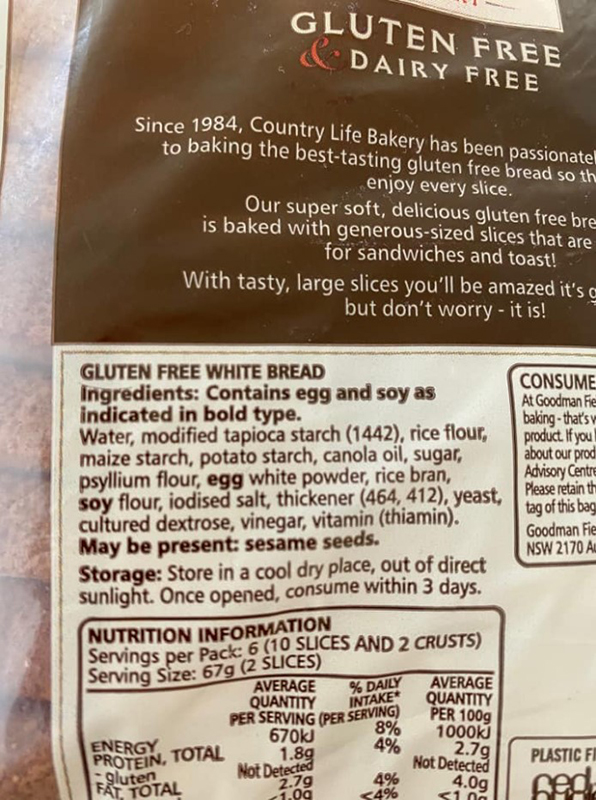 GLUTEN FREE
& DAIRY FREE
Since 1984, Country Life Bakery has been
to baking the best-tasting gluten free bread so
enjoy every slice.
Our super soft, delicious gluten free
is baked with generous-sized slices that are
for sandwiches and toast!
With tasty, large slices you'll be amazed it's
but don't worry - it is!
GLUTEN FREE WHITE BREAD
Ingredients: Contains egg and soy as
indicated in bold type.
Water, modified tapioca starch (1442), rice flour,
maize starch, potato starch, canola oil, sugar,
psyllium flour, egg white powder, rice bran,
soy flour, iodised salt, thickener (464, 412), yeast,
cultured dextrose, vinegar, vitamin (thiamin).
May be present: sesame seeds.
Storage: Store in a cool dry place, out of direct
sunlight. Once opened, consume within 3 days.
CONSUME
At Goodman Fie
baking - that's
product. If you
about our prod
Advisory Centre
Please retain th
tag of this bag
Goodman Fie
NSW 2170 Au
NUTRITION INFORMATION
Servings per Pack: 6 (10 SLICES AND 2 CRUSTS)
Serving Size: 67g (2 SLICES)
AVERAGE % DAILY AVERAGE
QUANTITY INTAKE* QUANTITY
PER SERVING (PER SERVING) PER 100g
ENERGY 670kJ 8% 1000kJ
PROTEIN, TOTAL 1.8g 4% 2.7g
- gluten Not Detected Not Detected
FAT, TOTAL 2.7g 4% 4.0g
<4%
PLASTIC